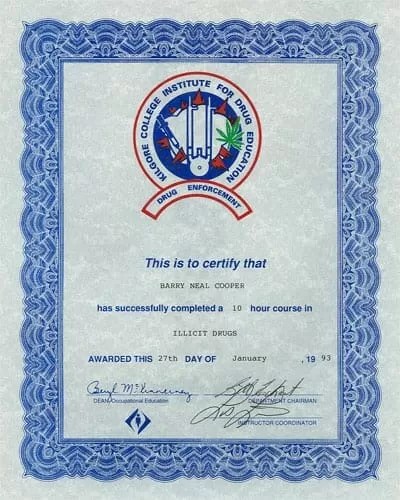 KILGORE COLLEGE INSTITUTE FOR DRUG EDUCATION
DRUG ENFORCEMENT
This is to certify that
BARRY NEAL COOPER
has successfully completed a 10 hour course in
ILLICIT DRUGS
AWARDED THIS 27th DAY OF January , 19 93
DEAN, Occupational Education
DEPARTMENT CHAIRMAN
INSTRUCTOR COORDINATOR